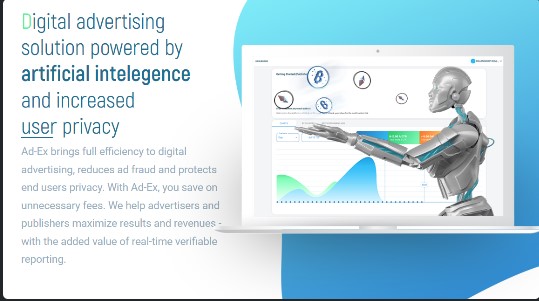 Digital advertising
solution powered by
artificial intelegence
and increased
user privacy
Ad-Ex brings full efficiency to digital
advertising, reduces ad fraud and protects
end users privacy. With Ad-Ex, you save on
unnecessary fees. We help advertisers and
publishers maximize results and revenues -
with the added value of real-time verifiable
reporting.